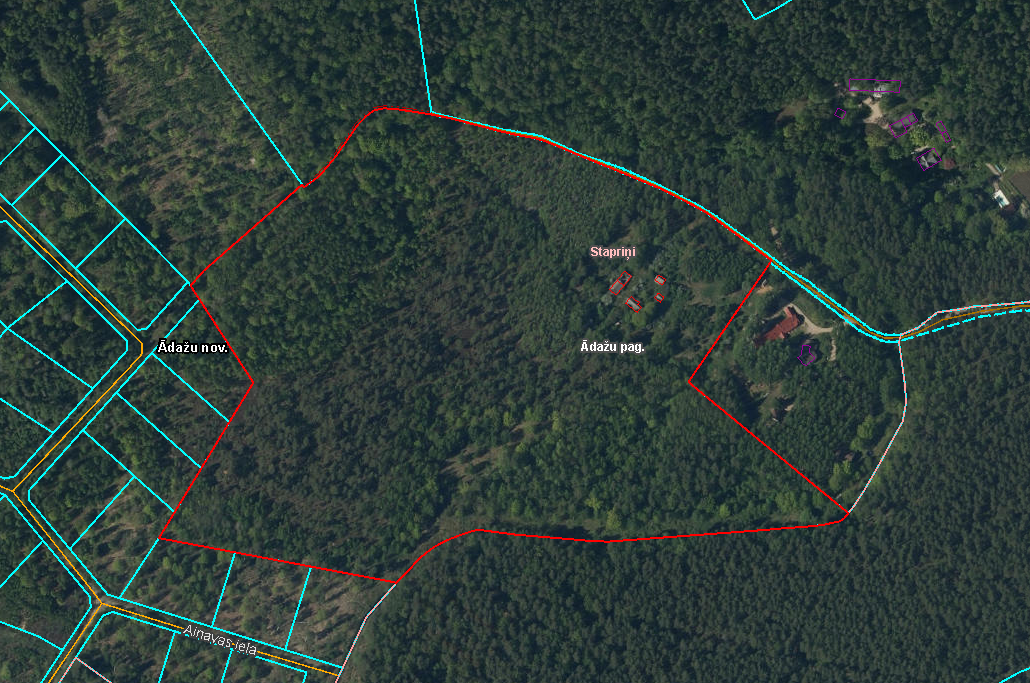 Stapriņi
Ādažu nov.
Ādažu pag.
Ainavas iela